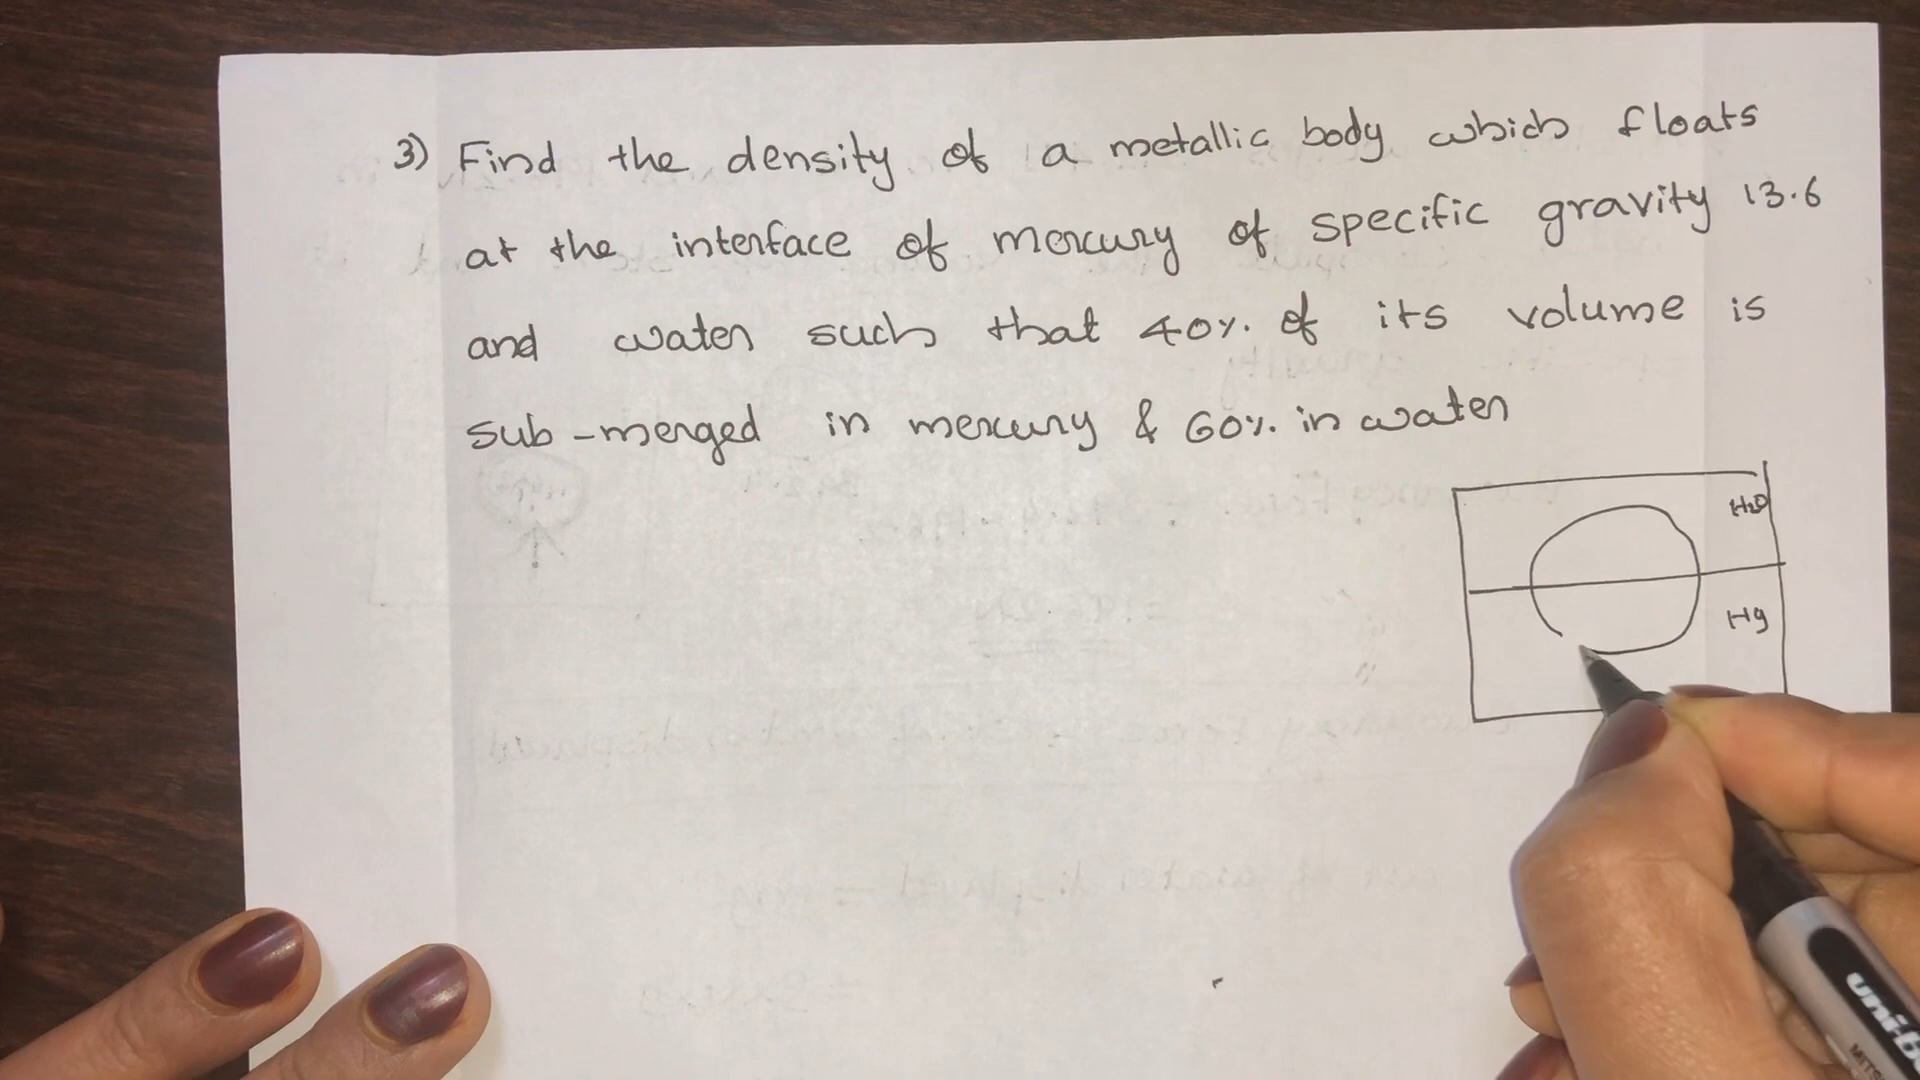 3) Find the density of a metallic body which floats
at the interface of mercury of specific gravity 13.6
and water such that 40%. of its volume is
sub-merged in mercury & 60%. in water
H2O
Hg
uni-b